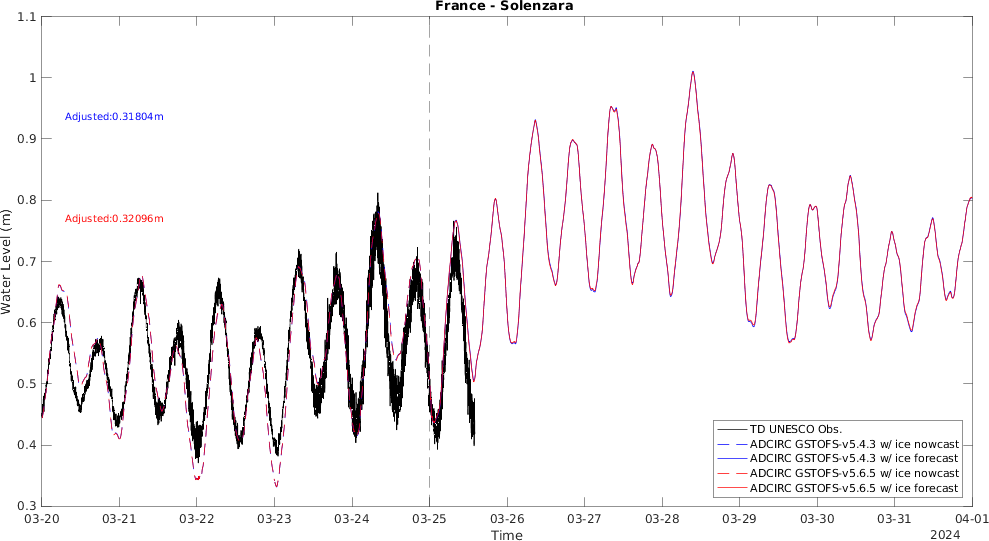 France - Solenzara
1.1
1
0.9
0.8
0.7
0.6
0.5
0.4
0.3
Water Level (m)
Adjusted:0.31804m
Adjusted:0.32096m
TD UNESCO Obs.
ADCIRC GSTOFS-v5.4.3 w/ ice nowcast
ADCIRC GSTOFS-v5.4.3 w/ ice forecast
ADCIRC GSTOFS-v5.6.5 w/ ice nowcast
ADCIRC GSTOFS-v5.6.5 w/ ice forecast
03-20 03-21 03-22 03-23 03-24 03-25 03-26 03-27 03-28 03-29 03-30 03-31 04-01
Time
2024